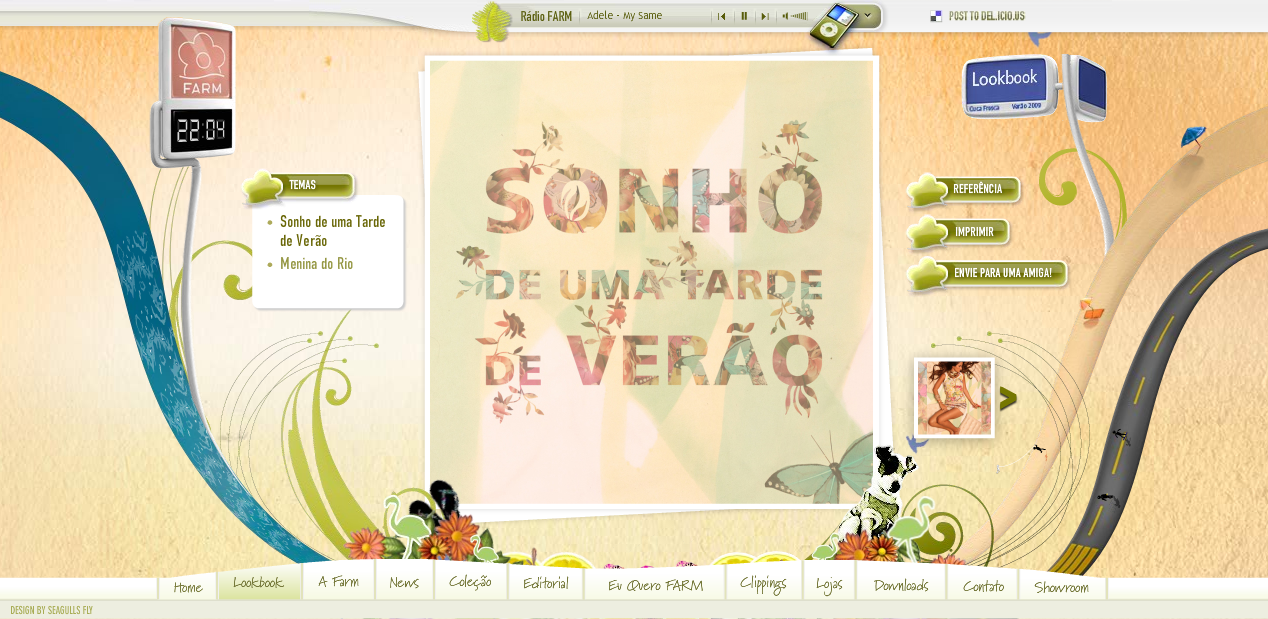 Rádio FARM
Adele - My Same
POST TO DEL.ICIO.US
FARM
22:04
Lookbook
Cuca Fresca Verão 2009
TEMAS
Sonho de uma Tarde
de Verão
Menina do Rio
SONHO
DE UMA TARDE
DE VERÃO
REFERÊNCIA
IMPRIMIR
ENVIE PARA UMA AMIGA!
>
Home
Lookbook
A Farm
News
Coleção
Editorial
Eu Quero FARM
Clippings
Lojas
Downloads
Contato
Showroom
DESIGN BY SEAGULLS FLY